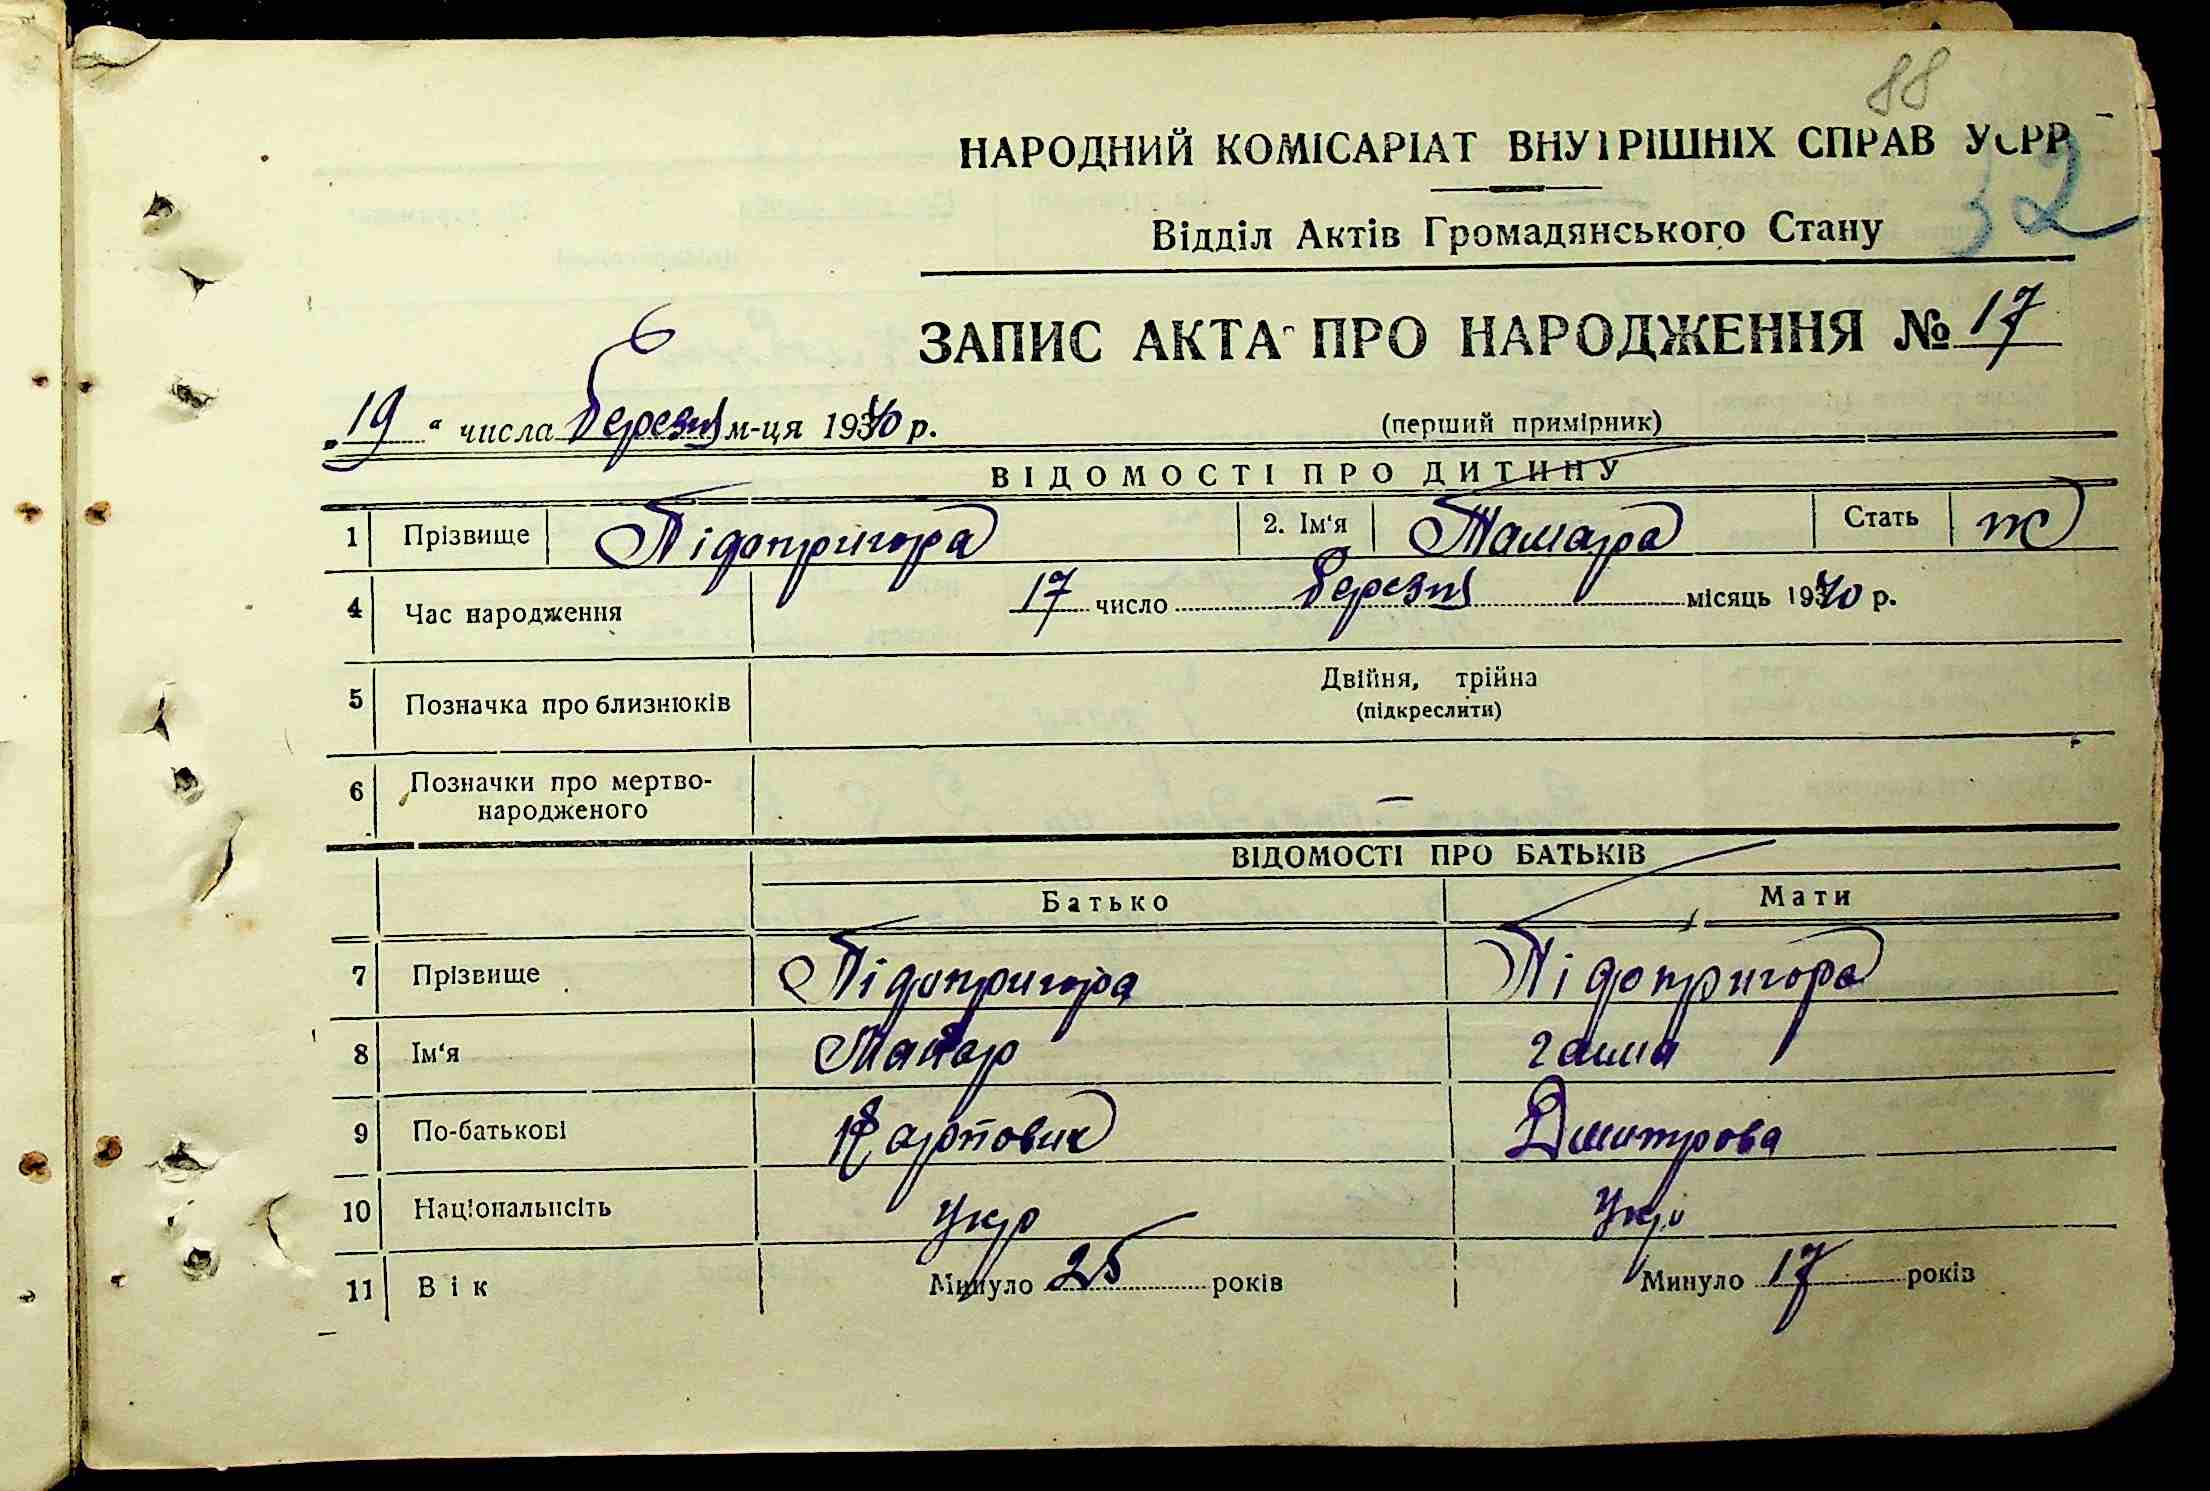 88
НАРОДНИЙ КОМІСАРІАТ ВНУТРІШНІХ СПРАВ УСРР
32
Відділ Актів Громадянського Стану
ЗАПИС АКТА ПРО НАРОДЖЕННЯ № 17
„19“ числа березня м-ця 1940 р. (перший примірник)
ВІДОМОСТІ ПРО ДИТИНУ
1 Прізвище Підопригора 2. Ім'я Тамара Стать ж
4 Час народження 17 число березня місяць 1940 р.
5 Позначка про близнюків Двійня, трійна
(підкреслити)
6 Позначки про мертво-
народженого —
ВІДОМОСТІ ПРО БАТЬКІВ
Батько Мати
7 Прізвище Підопригора Підопригора
8 Ім'я
9 По-батькові Карпович Дмитрова
10 Національність Укр Укр
11 Вік Минуло 25 років Минуло 17 років